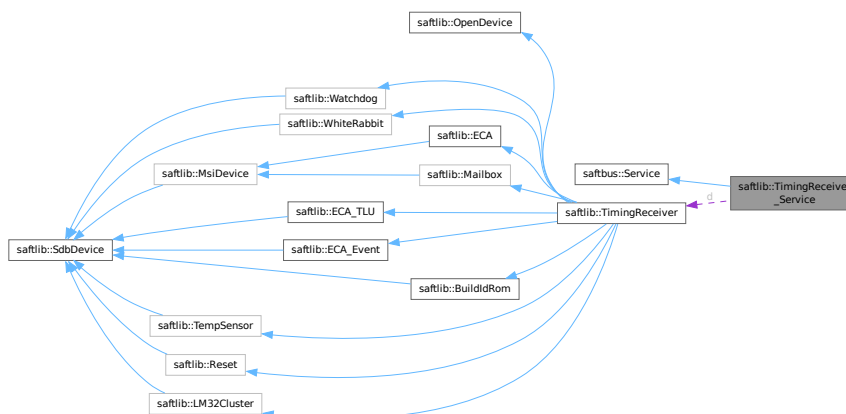 saftlib::OpenDevice
saftlib::Watchdog
saftlib::WhiteRabbit
saftlib::ECA
saftlib::MsiDevice
saftlib::Mailbox
saftbus::Service
saftlib::TimingReceiver
_Service
d
saftlib::ECA_TLU
saftlib::TimingReceiver
saftlib::SdbDevice
saftlib::ECA_Event
saftlib::BuildIdRom
saftlib::TempSensor
saftlib::Reset
saftlib::LM32Cluster